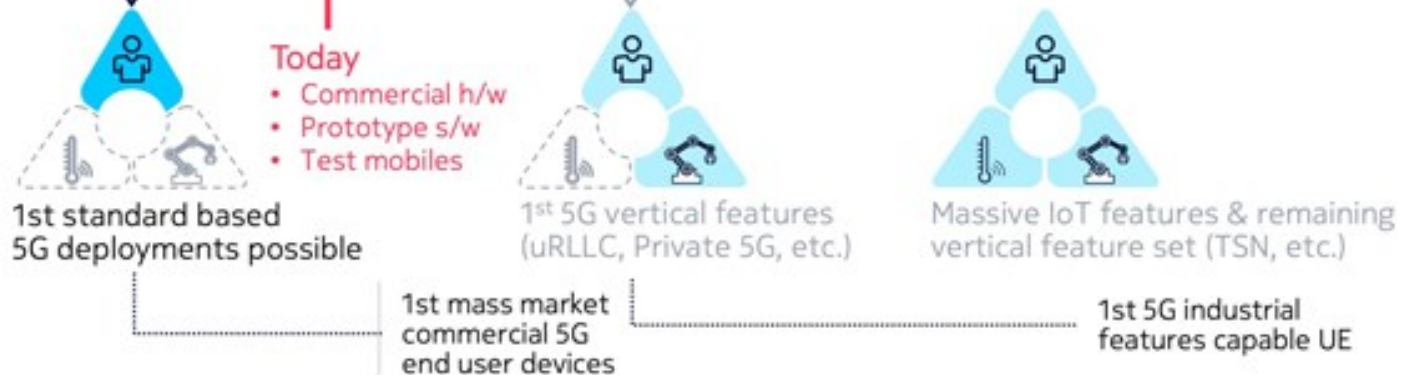 Today
• Commercial h/w
• Prototype s/w
• Test mobiles
1st standard based
5G deployments possible
1st 5G vertical features
(uRLLC, Private 5G, etc.)
Massive IoT features & remaining
vertical feature set (TSN, etc.)
1st mass market
commercial 5G
end user devices
1st 5G industrial
features capable UE